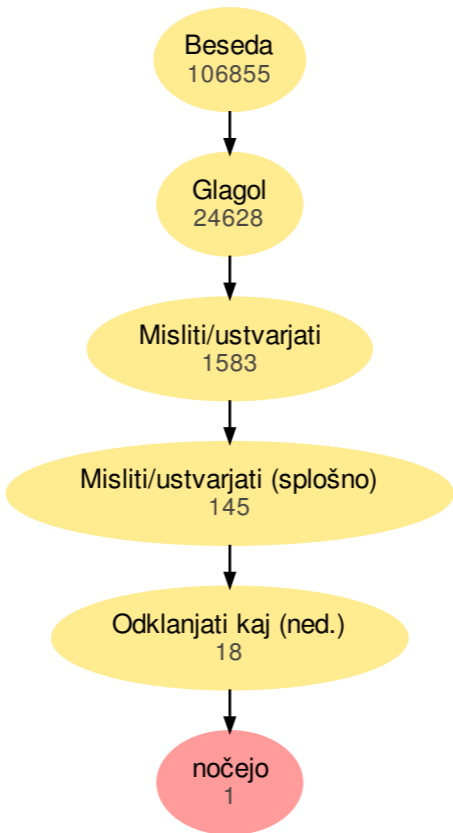 Beseda
106855
Glagol
24628
Misliti/ustvarjati
1583
Misliti/ustvarjati (splošno)
145
Odklanjati kaj (ned.)
18
nočejo
1